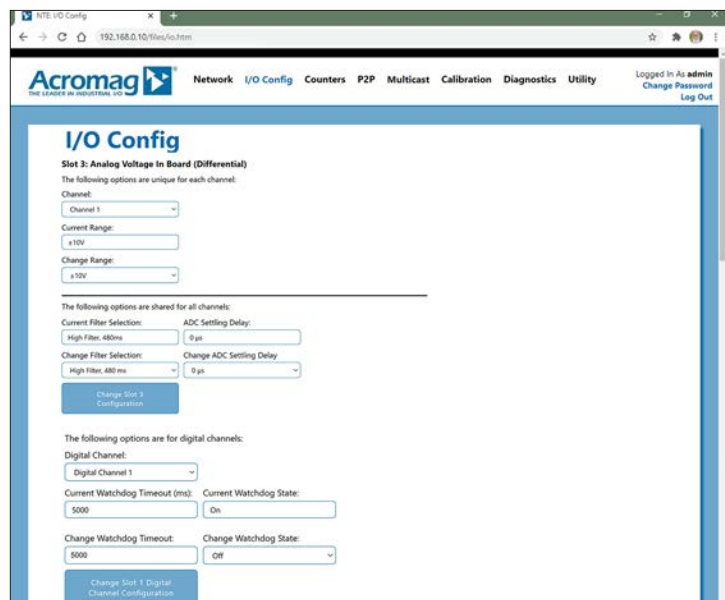 NTE: I/O Config
192.168.0.10/files/io.htm
Acromag
THE LEADER IN INDUSTRIAL I/O
Network I/O Config Counters P2P Multicast Calibration Diagnostics Utility
Logged In As admin
Change Password
Log Out
I/O Config
Slot 3: Analog Voltage In Board (Differential)
The following options are unique for each channel:
Channel:
Channel 1
Current Range:
±10V
Change Range:
±10V
The following options are shared for all channels:
Current Filter Selection: ADC Settling Delay:
High Filter, 480ms 0 µs
Change Filter Selection: Change ADC Settling Delay
High Filter, 480 ms 0 µs
Change Slot 3
Configuration
The following options are for digital channels:
Digital Channel:
Digital Channel 1
Current Watchdog Timeout (ms): Current Watchdog State:
5000 On
Change Watchdog Timeout: Change Watchdog State:
5000 Off
Change Slot 1 Digital
Channel Configuration